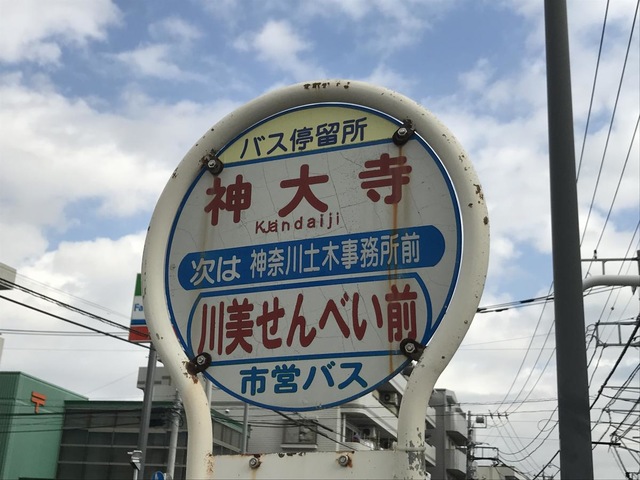 バス停留所
神大寺
Kandaiji
次は 神奈川土木事務所前
川美せんべい前
市営バス